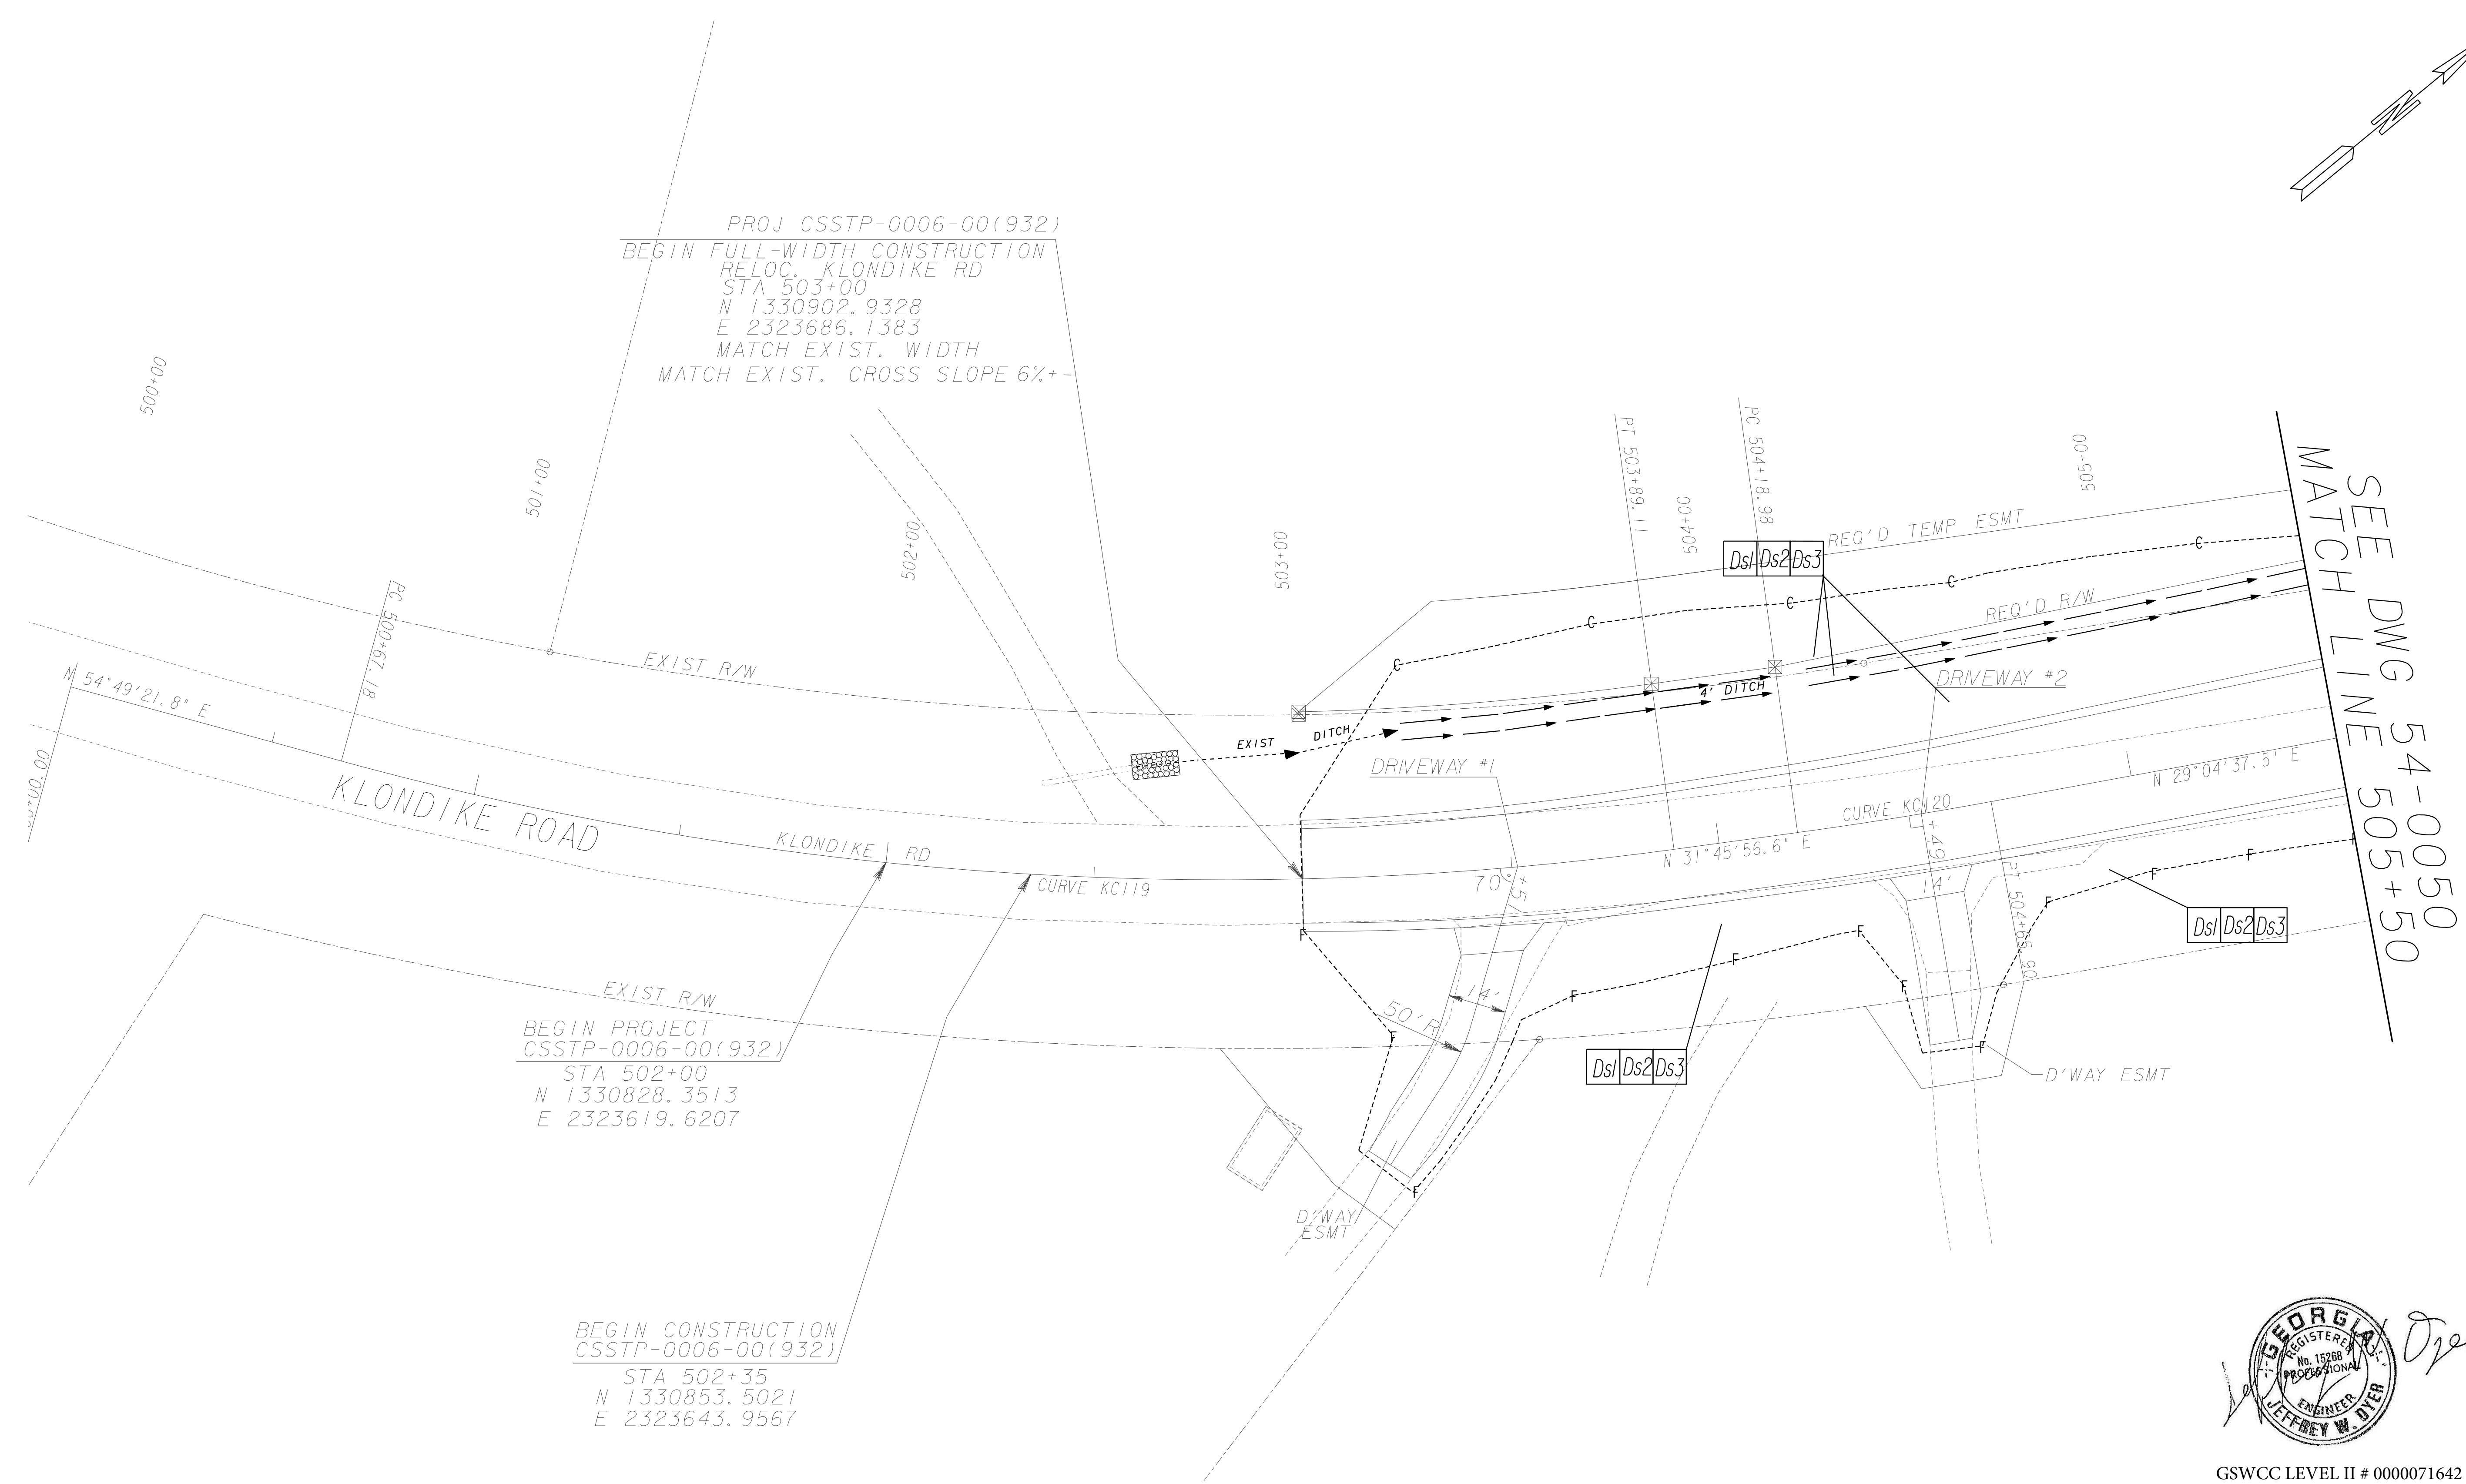 N
PROJ CSSTP-0006-00(932)
BEGIN FULL-WIDTH CONSTRUCTION
RELOC. KLONDIKE RD
STA 503+00
N 1330902.9328
E 2323686.1383
MATCH EXIST. WIDTH
MATCH EXIST. CROSS SLOPE 6%+-
500+00
501+00
502+00
503+00
PT 503+89.11
504+00
PC 504+18.98
505+00
SEE DWG 54-0050
MATCH LINE 505+50
Ds1 Ds2 Ds3
REQ'D TEMP ESMT
C
C
C
C
C
REQ'D R/W
PC 500+67.18
EXIST R/W
N 54°49'21.8" E
4' DITCH
DRIVEWAY #2
EXIST DITCH
DRIVEWAY #1
KLONDIKE ROAD
KLONDIKE RD
CURVE KC119
CURVE KC120
N 29°04'37.5" E
N 31°45'56.6" E
+49
70°
+51
14'
PT 504+65.90
F
F
F
F
F
F
F
F
F
F
F
F
Ds1 Ds2 Ds3
EXIST R/W
14'
50'R
BEGIN PROJECT
CSSTP-0006-00(932)
STA 502+00
N 1330828.3513
E 2323619.6207
Ds1 Ds2 Ds3
D'WAY ESMT
D'WAY
ESMT
BEGIN CONSTRUCTION
CSSTP-0006-00(932)
STA 502+35
N 1330853.5021
E 2323643.9567
GEORGIA
REGISTERED
No. 15268
PROFESSIONAL
ENGINEER
JEFFREY W. DYER
GSWCC LEVEL II # 0000071642